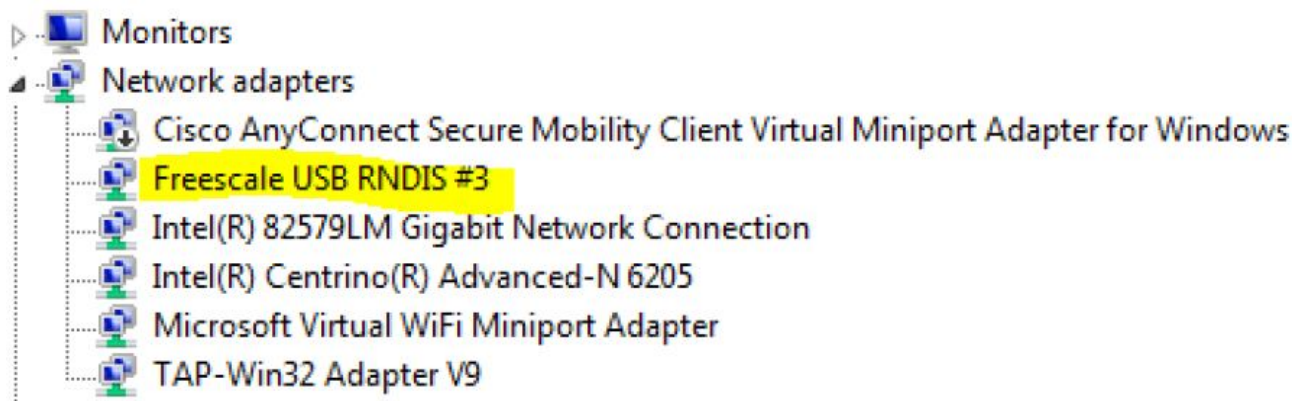 Monitors
Network adapters
Cisco AnyConnect Secure Mobility Client Virtual Miniport Adapter for Windows
Freescale USB RNDIS #3
Intel(R) 82579LM Gigabit Network Connection
Intel(R) Centrino(R) Advanced-N 6205
Microsoft Virtual WiFi Miniport Adapter
TAP-Win32 Adapter V9